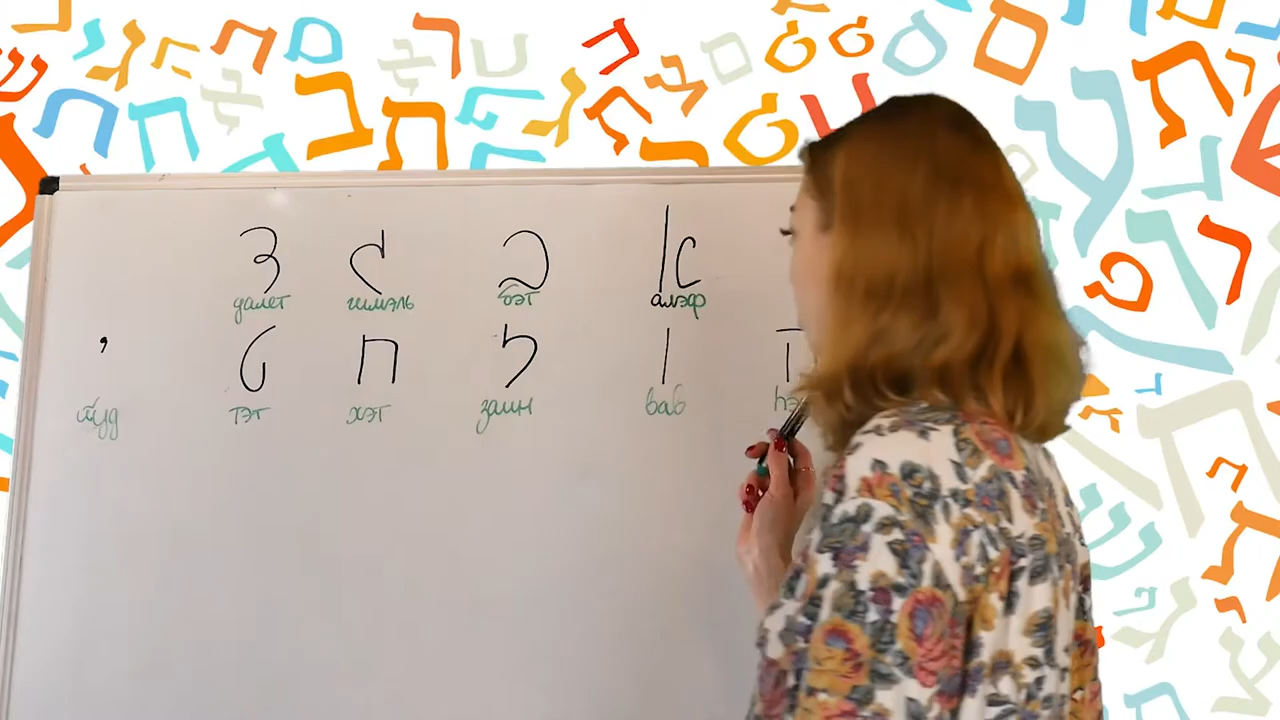 א ב ג ד
алэф бэт гимэль далет
ו ז ח ט י
вав заин хэт тэт йуд